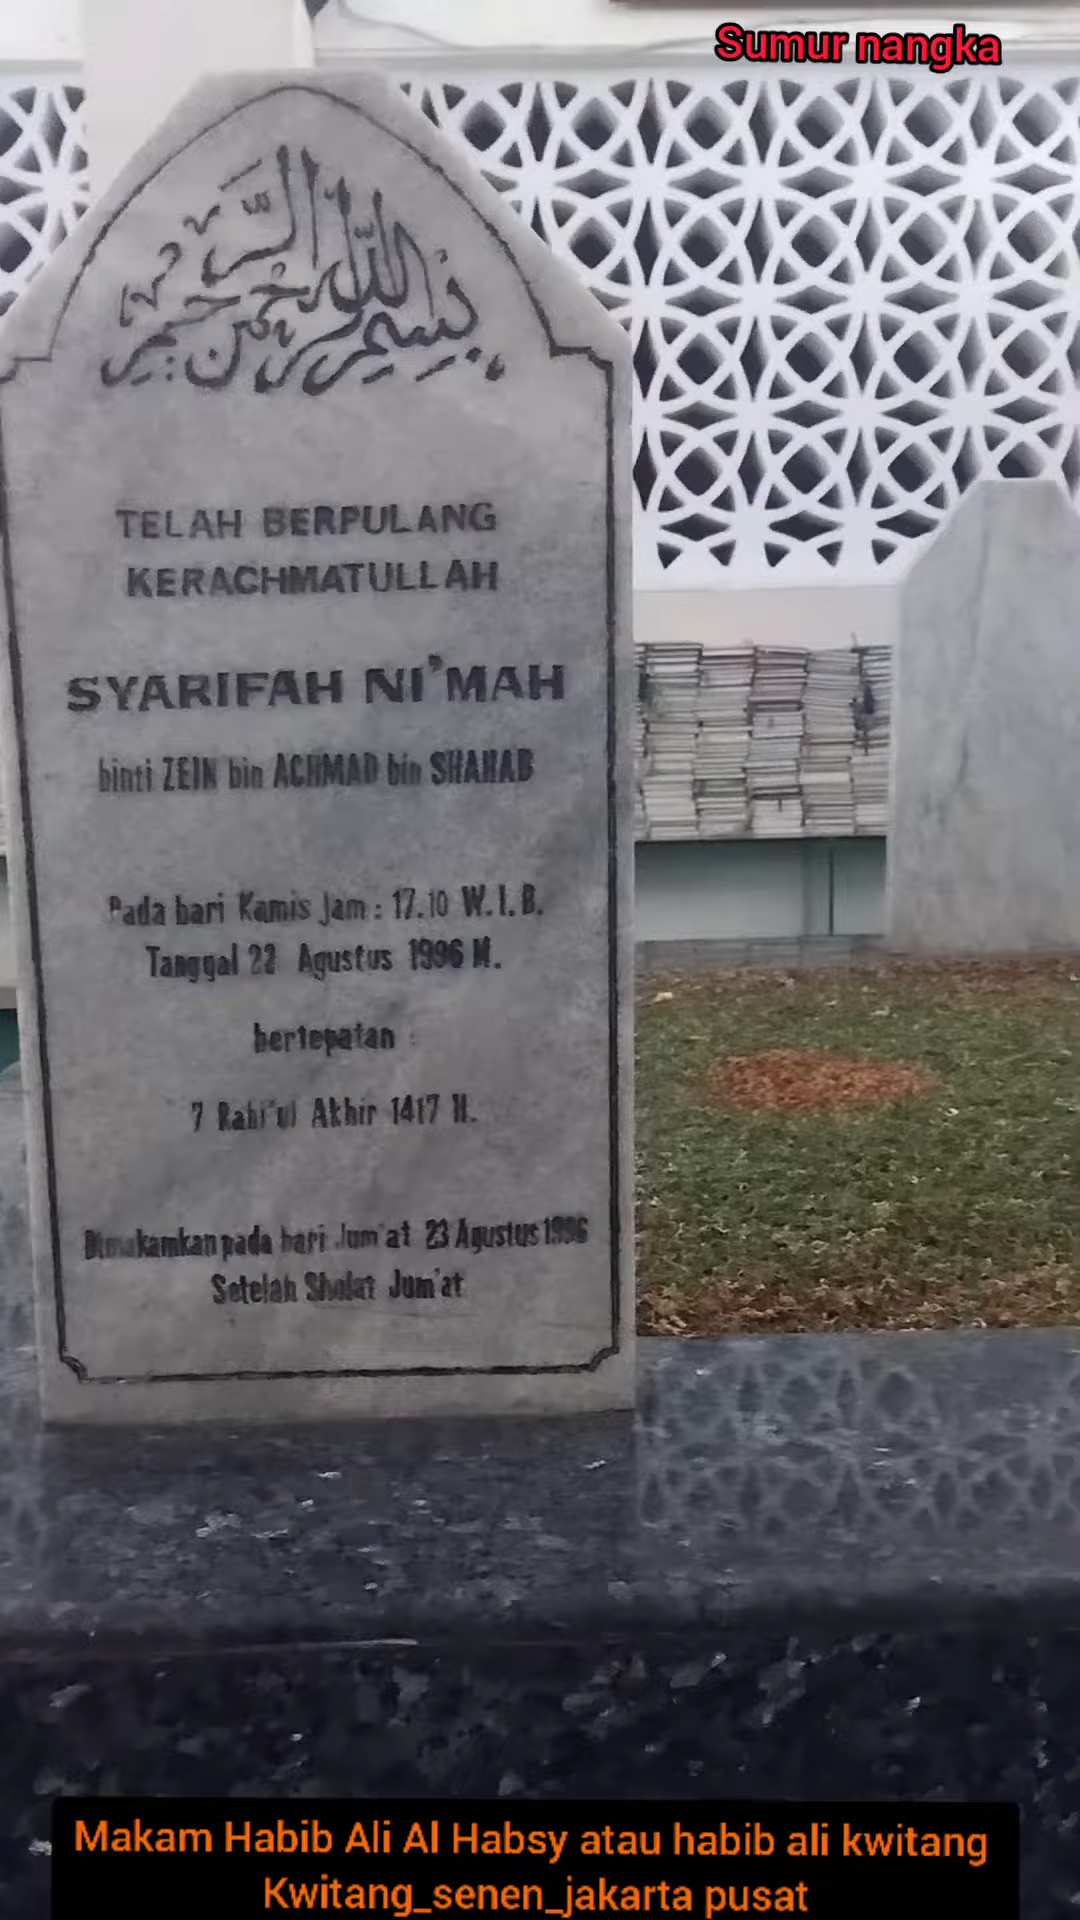 Sumur nangka
بسم الله الرحمن الرحيم
TELAH BERPULANG
KERACHMATULLAH
SYARIFAH NI'MAH
binti ZEIN bin ACHMAD bin SHAHAB
Pada hari Kamis Jam : 17.10 W.I.B.
Tanggal 22 Agustus 1996 M.
bertepatan :
7 Rabi'ul Akhir 1417 H.
Dimakamkan pada hari Jum'at 23 Agustus 1996
Setelah Sholat Jum'at
Makam Habib Ali Al Habsy atau habib ali kwitang
Kwitang_senen_jakarta pusat